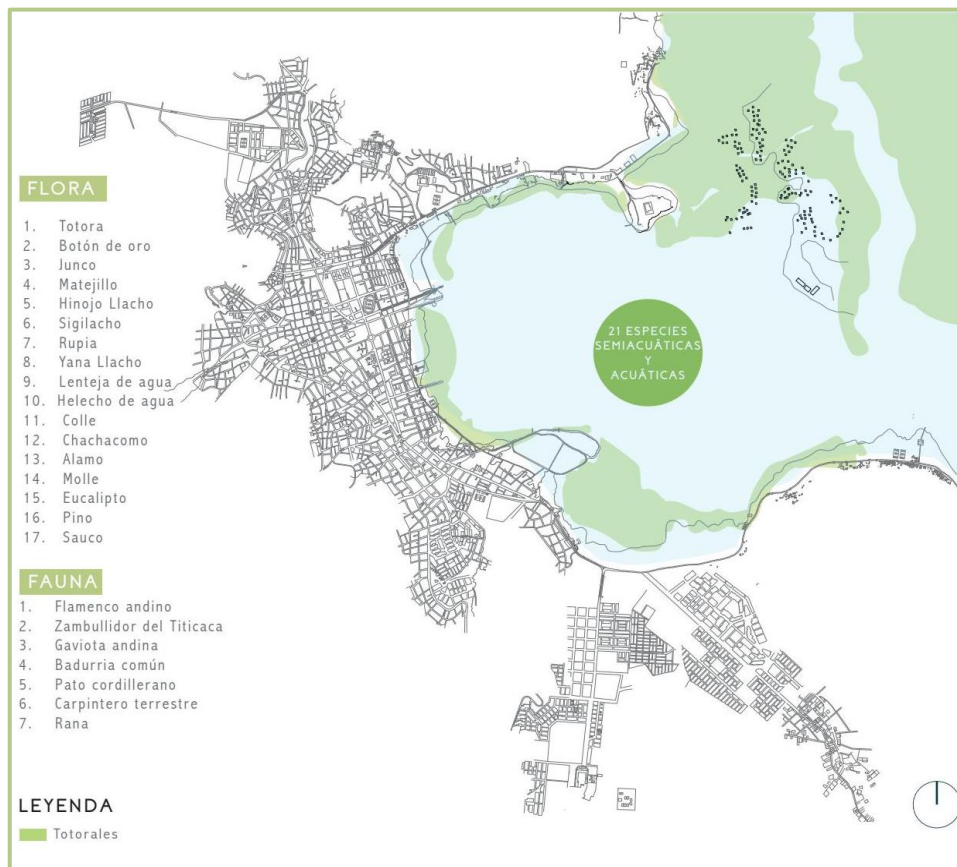 FLORA
1. Totora
2. Botón de oro
3. Junco
4. Matejillo
5. Hinojo Llacho
6. Sigilacho
7. Rupia
8. Yana Llacho
9. Lenteja de agua
10. Helecho de agua
11. Colle
12. Chachacomo
13. Alamo
14. Molle
15. Eucalipto
16. Pino
17. Sauco
FAUNA
1. Flamenco andino
2. Zambullidor del Titicaca
3. Gaviota andina
4. Badurria común
5. Pato cordillerano
6. Carpintero terrestre
7. Rana
LEYENDA
Totorales
21 ESPECIES
SEMIACUÁTICAS
Y
ACUÁTICAS